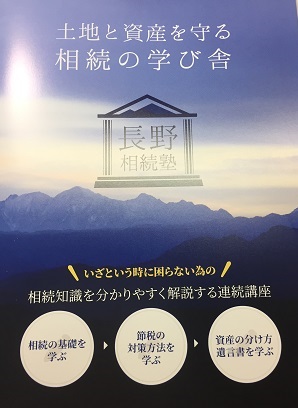 土地と資産を守る
相続の学び舎
長野
相続塾
いざという時に困らない為の
相続知識を分かりやすく解説する連続講座
相続の基礎を
学ぶ
節税の
対策方法を
学ぶ
資産の分け方
遺言書を学ぶ